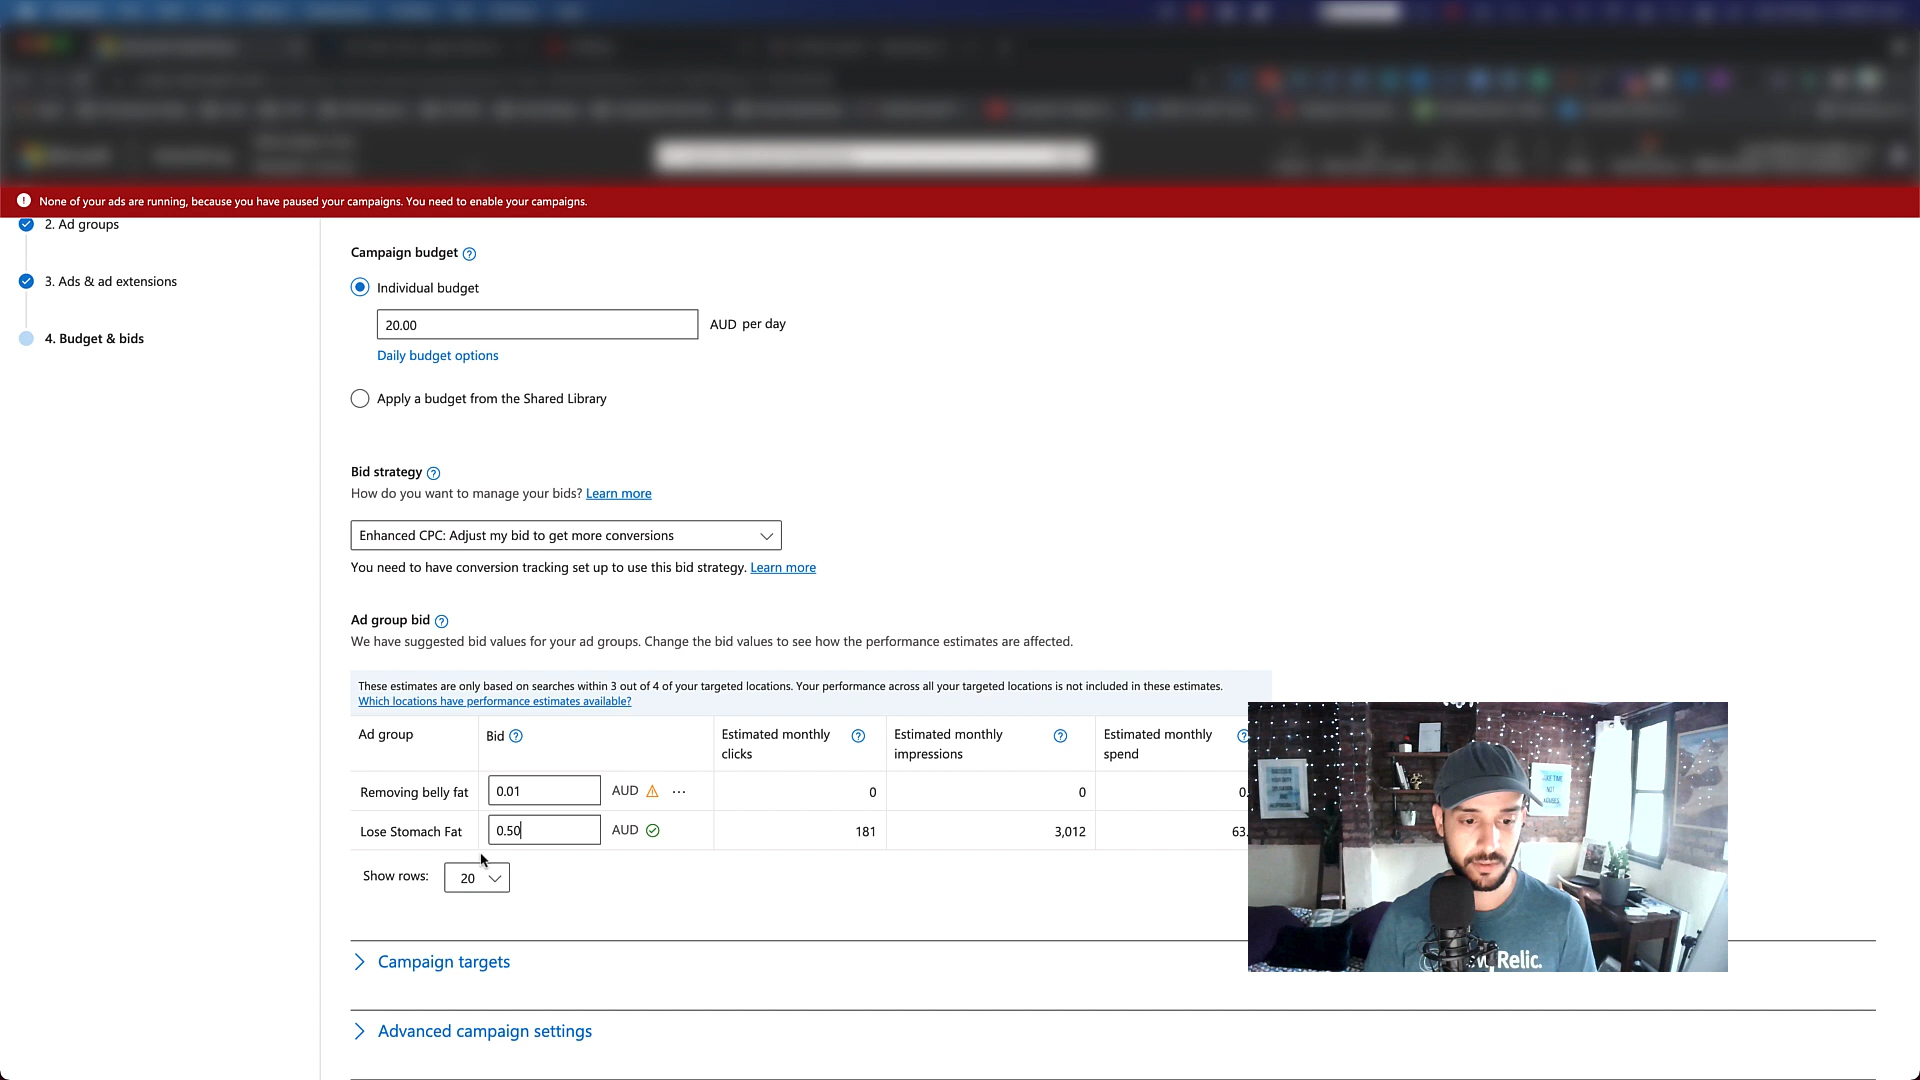 None of your ads are running, because you have paused your campaigns. You need to enable your campaigns.
2. Ad groups
3. Ads & ad extensions
4. Budget & bids
Campaign budget
Individual budget
20.00
AUD per day
Daily budget options
Apply a budget from the Shared Library
Bid strategy
How do you want to manage your bids? Learn more
Enhanced CPC: Adjust my bid to get more conversions
You need to have conversion tracking set up to use this bid strategy. Learn more
Ad group bid
We have suggested bid values for your ad groups. Change the bid values to see how the performance estimates are affected.
These estimates are only based on searches within 3 out of 4 of your targeted locations. Your performance across all your targeted locations is not included in these estimates.
Which locations have performance estimates available?
Ad group
Bid
Estimated monthly clicks
Estimated monthly impressions
Estimated monthly spend
Removing belly fat 0.01 AUD ... 0 0 0.
Lose Stomach Fat 0.50 AUD 181 3,012 63.
Show rows: 20
Campaign targets
Advanced campaign settings
Relic.